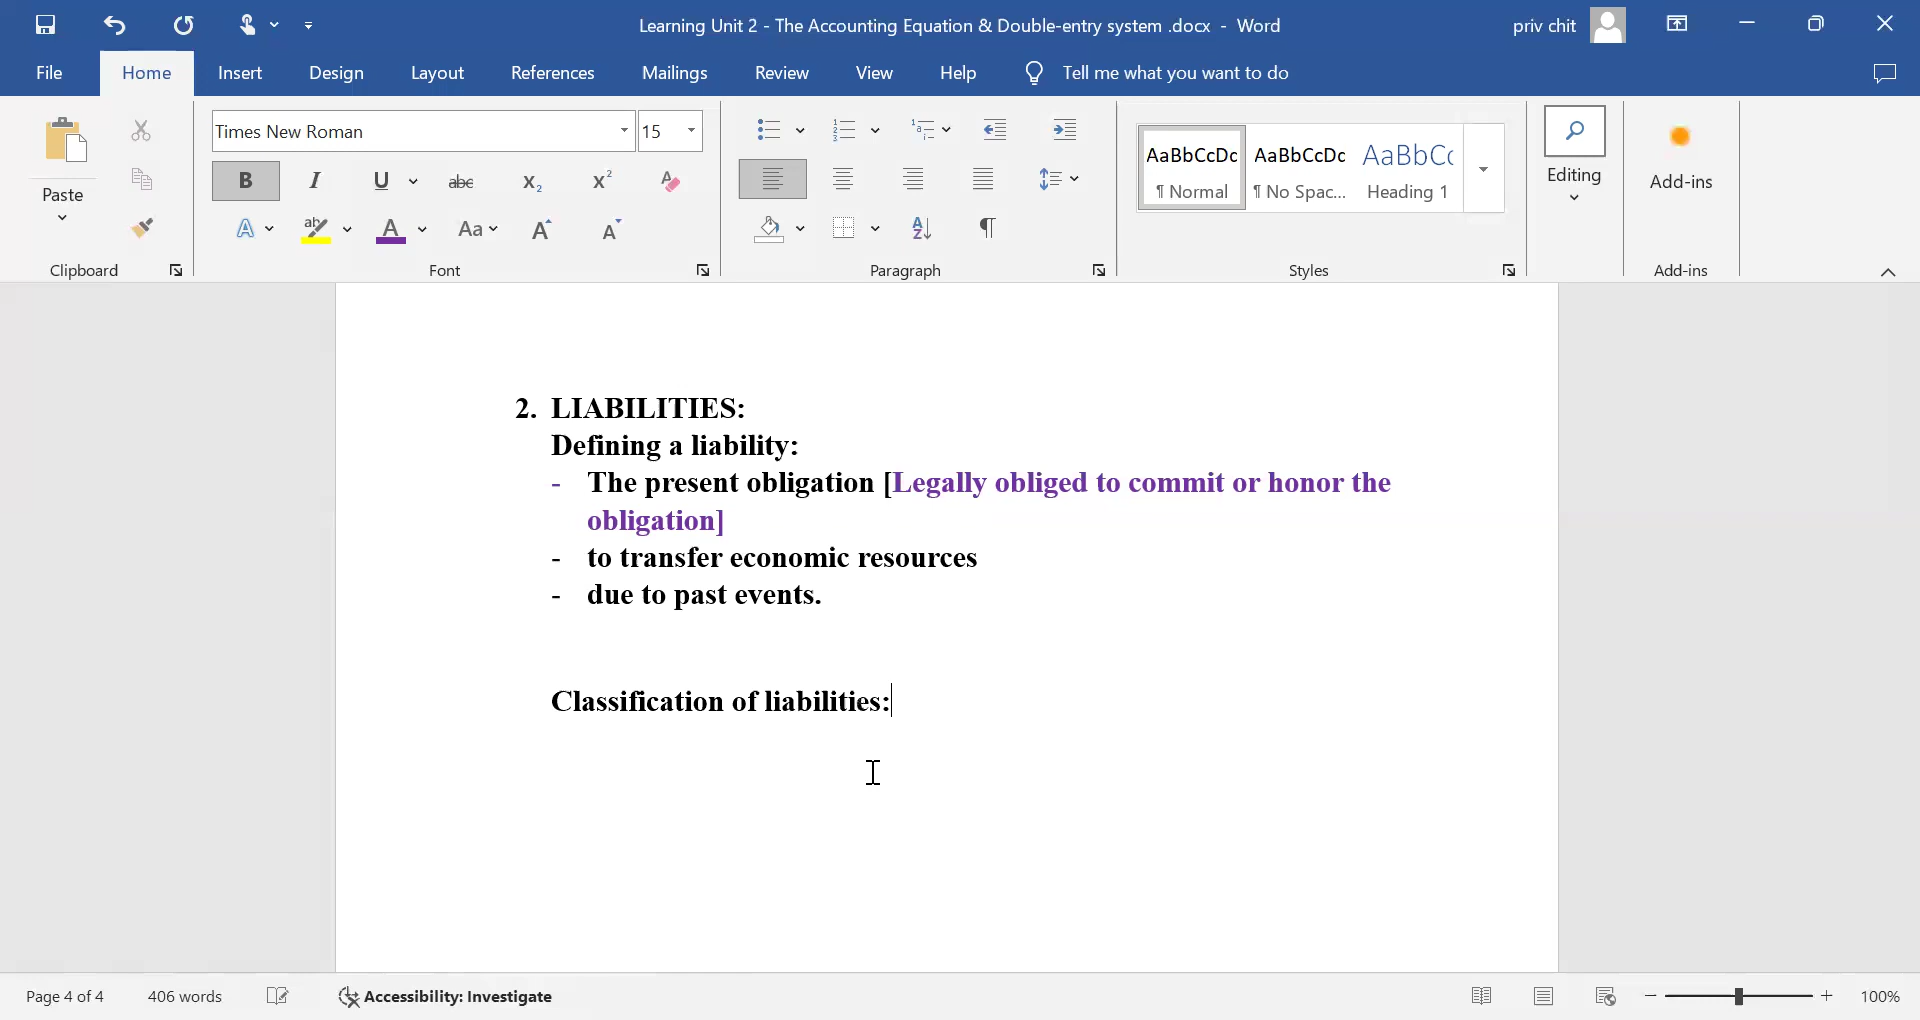 Learning Unit 2 - The Accounting Equation & Double-entry system .docx - Word
priv chit
File Home Insert Design Layout References Mailings Review View Help Tell me what you want to do
Paste
Clipboard
Times New Roman 15
B I U abc X2 X2
A ab A Aa A A
Font
Paragraph
AaBbCcDc AaBbCcDc AaBbCc
¶ Normal ¶ No Spac... Heading 1
Styles
Editing
Add-ins
Add-ins
2. LIABILITIES:
Defining a liability:
- The present obligation [Legally obliged to commit or honor the
obligation]
- to transfer economic resources
- due to past events.
Classification of liabilities:
Page 4 of 4 406 words Accessibility: Investigate 100%